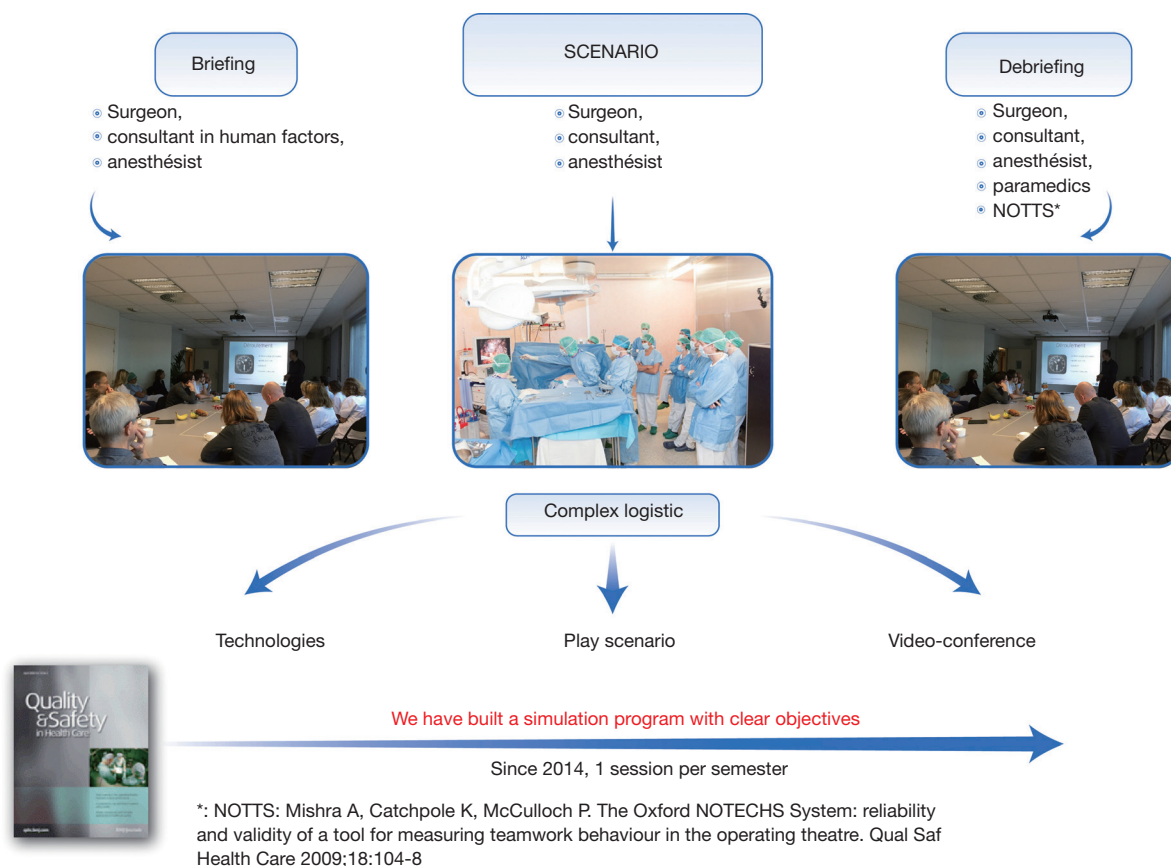 Briefing
SCENARIO
Debriefing
Surgeon,
consultant in human factors,
anesthésist
Surgeon,
consultant,
anesthésist
Surgeon,
consultant,
anesthésist,
paramedics
NOTTS*
Complex logistic
Technologies
Play scenario
Video-conference
Quality
&Safety
in Health Care
We have built a simulation program with clear objectives
Since 2014, 1 session per semester
*: NOTTS: Mishra A, Catchpole K, McCulloch P. The Oxford NOTECHS System: reliability
and validity of a tool for measuring teamwork behaviour in the operating theatre. Qual Saf
Health Care 2009;18:104-8